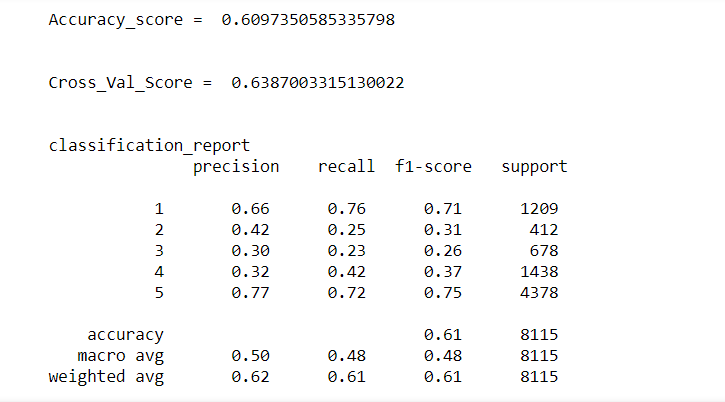 Accuracy_score =  0.6097350585335798
Cross_Val_Score =  0.6387003315130022
classification_report
precision    recall  f1-score   support
1       0.66      0.76      0.71      1209
2       0.42      0.25      0.31       412
3       0.30      0.23      0.26       678
4       0.32      0.42      0.37      1438
5       0.77      0.72      0.75      4378
accuracy                           0.61      8115
macro avg       0.50      0.48      0.48      8115
weighted avg       0.62      0.61      0.61      8115